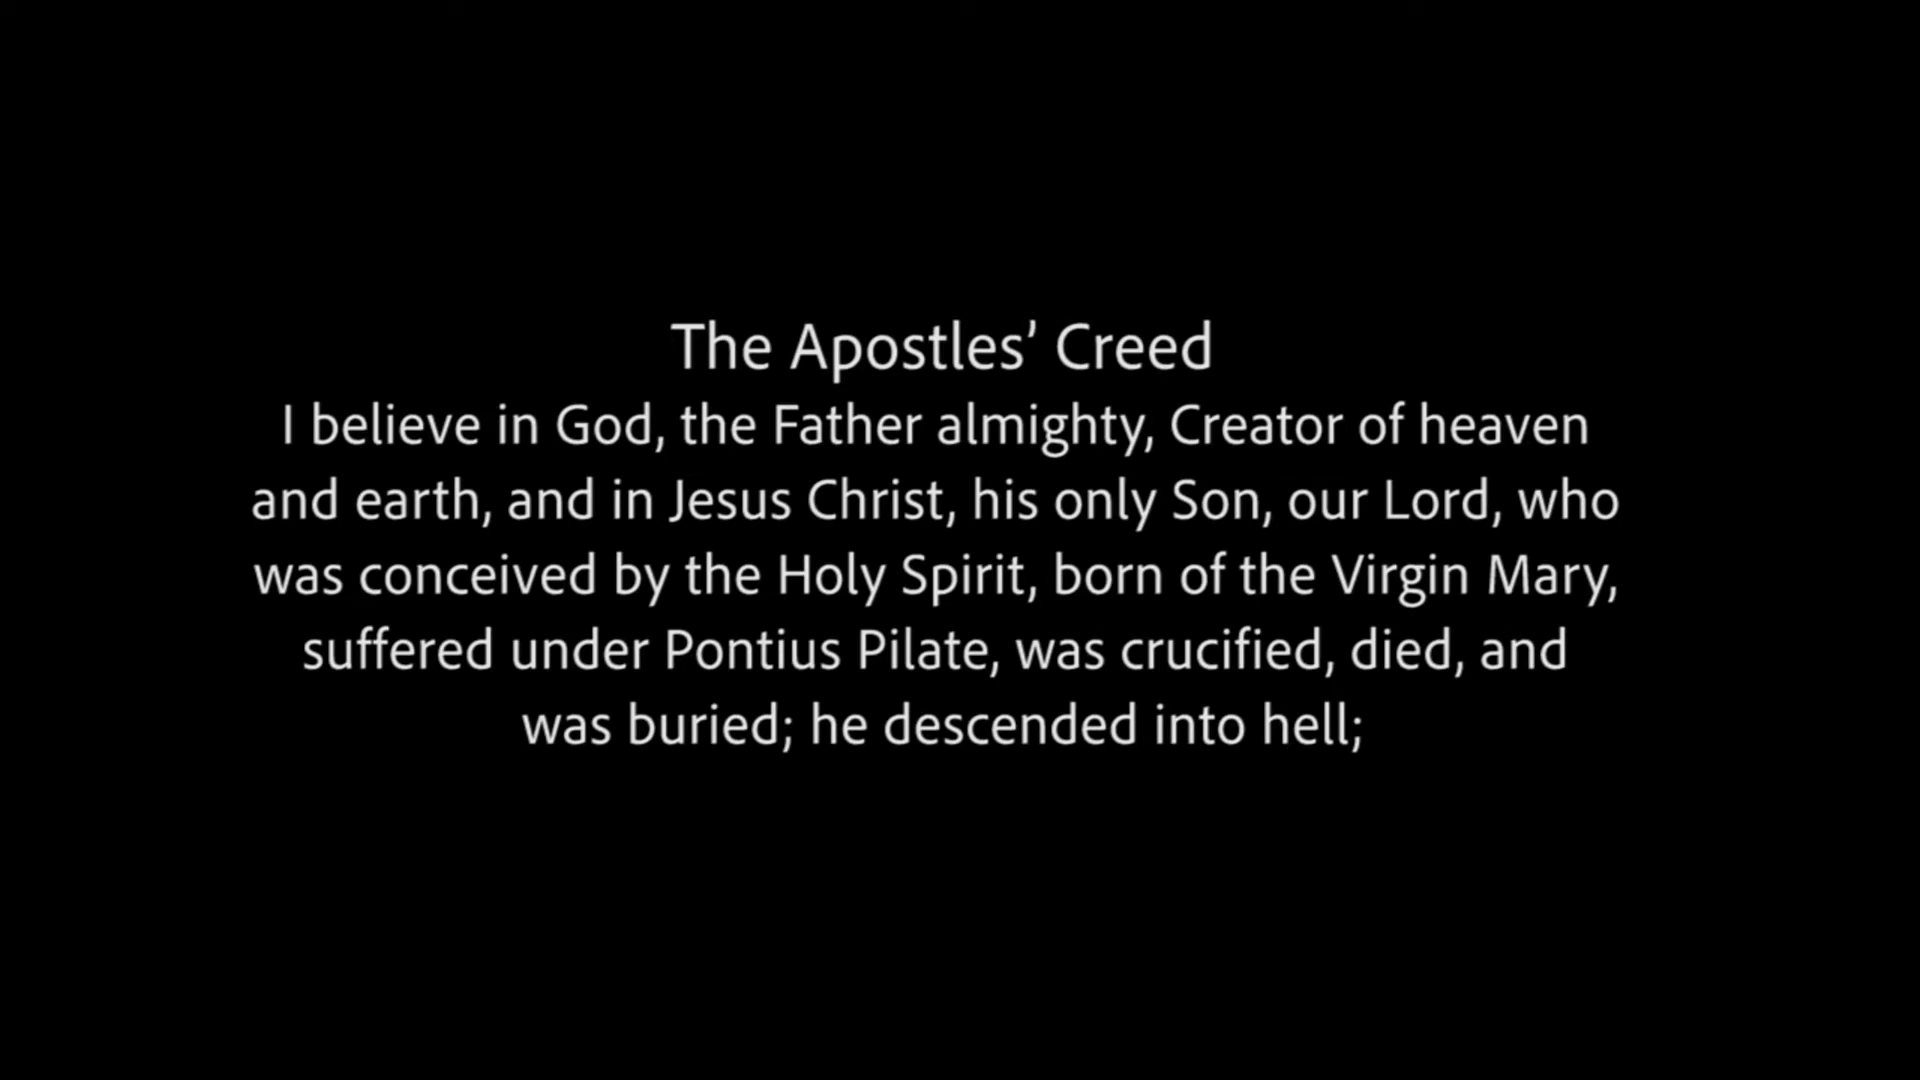 The Apostles’ Creed
I believe in God, the Father almighty, Creator of heaven
and earth, and in Jesus Christ, his only Son, our Lord, who
was conceived by the Holy Spirit, born of the Virgin Mary,
suffered under Pontius Pilate, was crucified, died, and
was buried; he descended into hell;